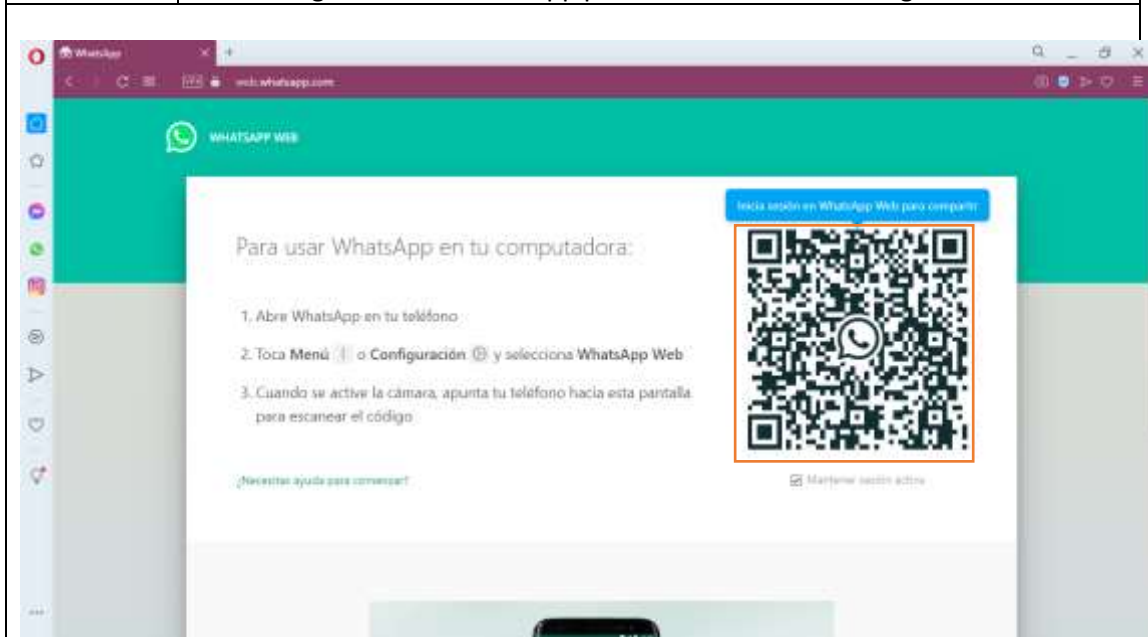 WhatsApp
VPN web.whatsapp.com
WHATSAPP WEB
Inicia sesión en WhatsApp Web para compartir
Para usar WhatsApp en tu computadora:
1. Abre WhatsApp en tu teléfono
2. Toca Menú o Configuración y selecciona WhatsApp Web
3. Cuando se active la cámara, apunta tu teléfono hacia esta pantalla
para escanear el código
¿Necesitas ayuda para comenzar?
Mantener sesión activa